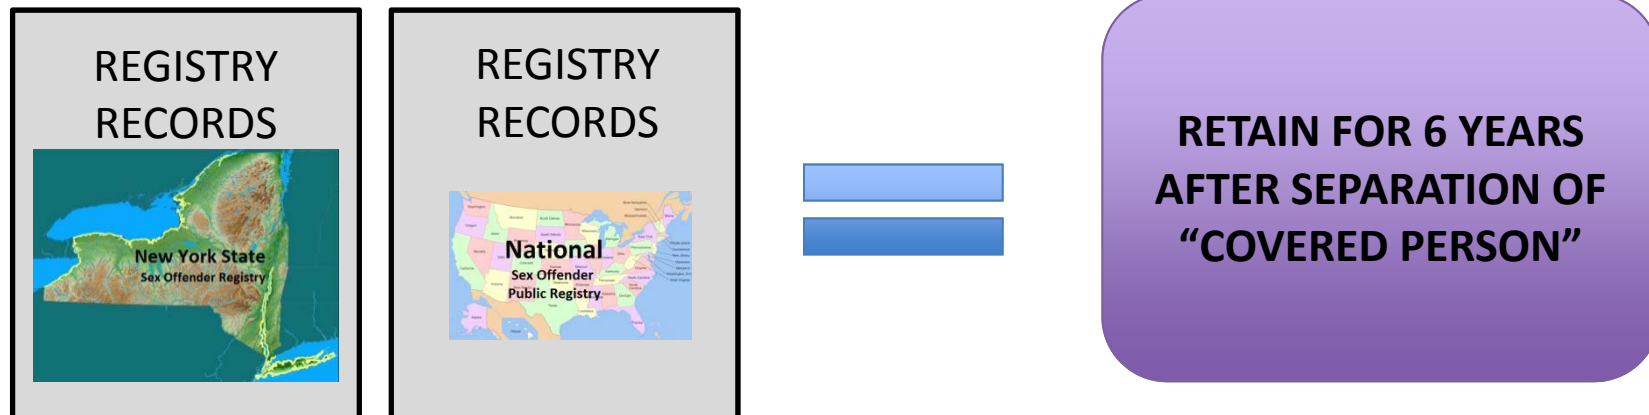 REGISTRY
RECORDS
New York State
Sex Offender Registry
REGISTRY
RECORDS
National
Sex Offender
Public Registry
RETAIN FOR 6 YEARS
AFTER SEPARATION OF
“COVERED PERSON”